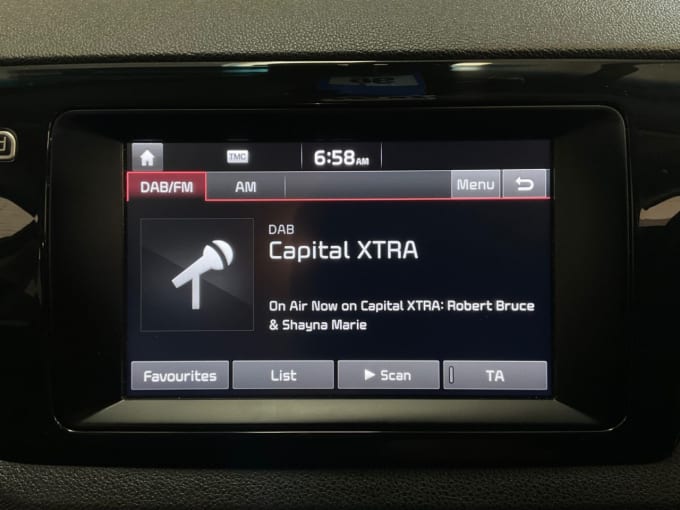 TMC
6:58AM
DAB/FM AM Menu
DAB
Capital XTRA
On Air Now on Capital XTRA: Robert Bruce
& Shayna Marie
Favourites List Scan TA